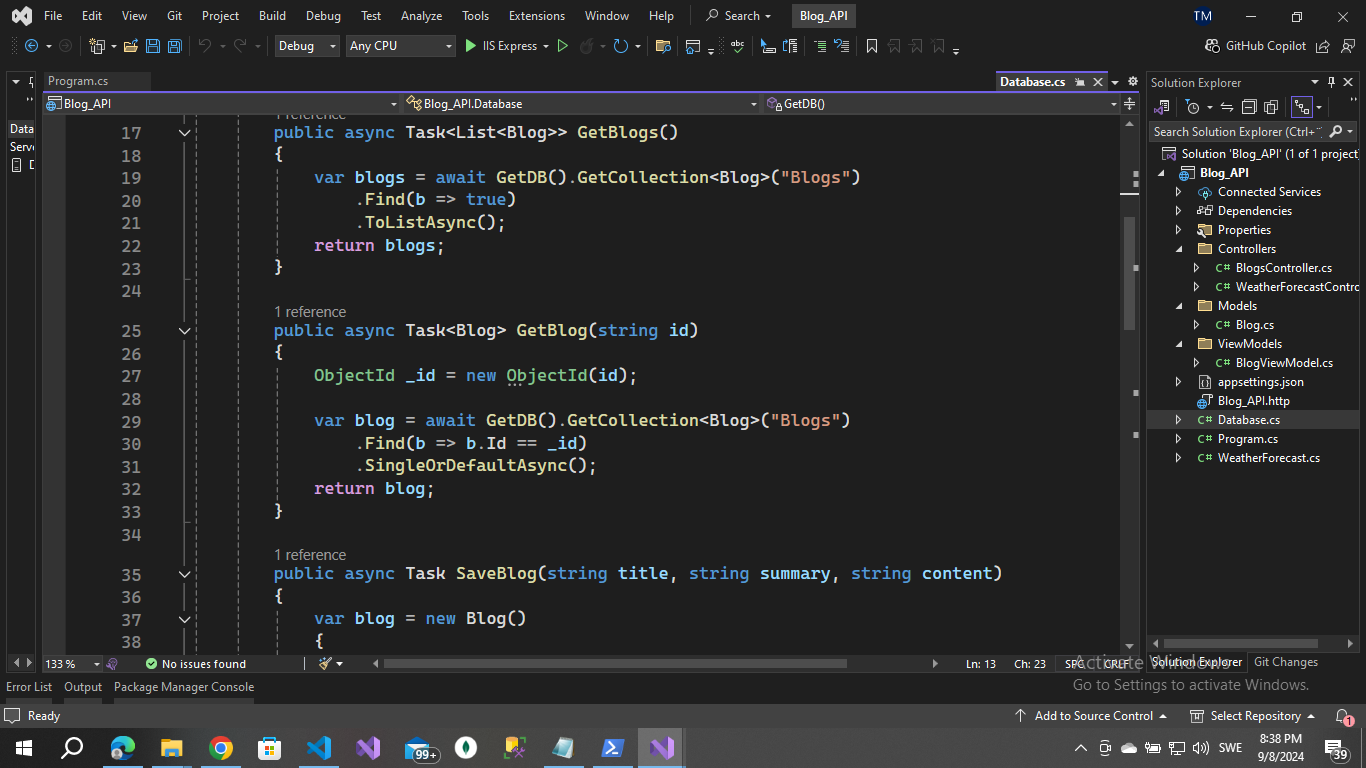 File Edit View Git Project Build Debug Test Analyze Tools Extensions Window Help Search Blog_API TM
Debug Any CPU IIS Express GitHub Copilot
Program.cs Database.cs
Blog_API Blog_API.Database GetDB()
17 public async Task<List<Blog>> GetBlogs()
18 {
19 var blogs = await GetDB().GetCollection<Blog>("Blogs")
20 .Find(b => true)
21 .ToListAsync();
22 return blogs;
23 }
24
1 reference
25 public async Task<Blog> GetBlog(string id)
26 {
27 ObjectId _id = new ObjectId(id);
28
29 var blog = await GetDB().GetCollection<Blog>("Blogs")
30 .Find(b => b.Id == _id)
31 .SingleOrDefaultAsync();
32 return blog;
33 }
34
1 reference
35 public async Task SaveBlog(string title, string summary, string content)
36 {
37 var blog = new Blog()
38 {
133 % No issues found Ln: 13 Ch: 23 SPC CRLF
Solution Explorer
Search Solution Explorer (Ctrl+
Solution 'Blog_API' (1 of 1 project
Blog_API
Connected Services
Dependencies
Properties
Controllers
BlogsController.cs
WeatherForecastContro
Models
Blog.cs
ViewModels
BlogViewModel.cs
appsettings.json
Blog_API.http
Database.cs
Program.cs
WeatherForecast.cs
Solution Explorer Git Changes
Activate Windows
Go to Settings to activate Windows.
Error List Output Package Manager Console
Ready Add to Source Control Select Repository 1
99+ SWE 8:38 PM
9/8/2024 39